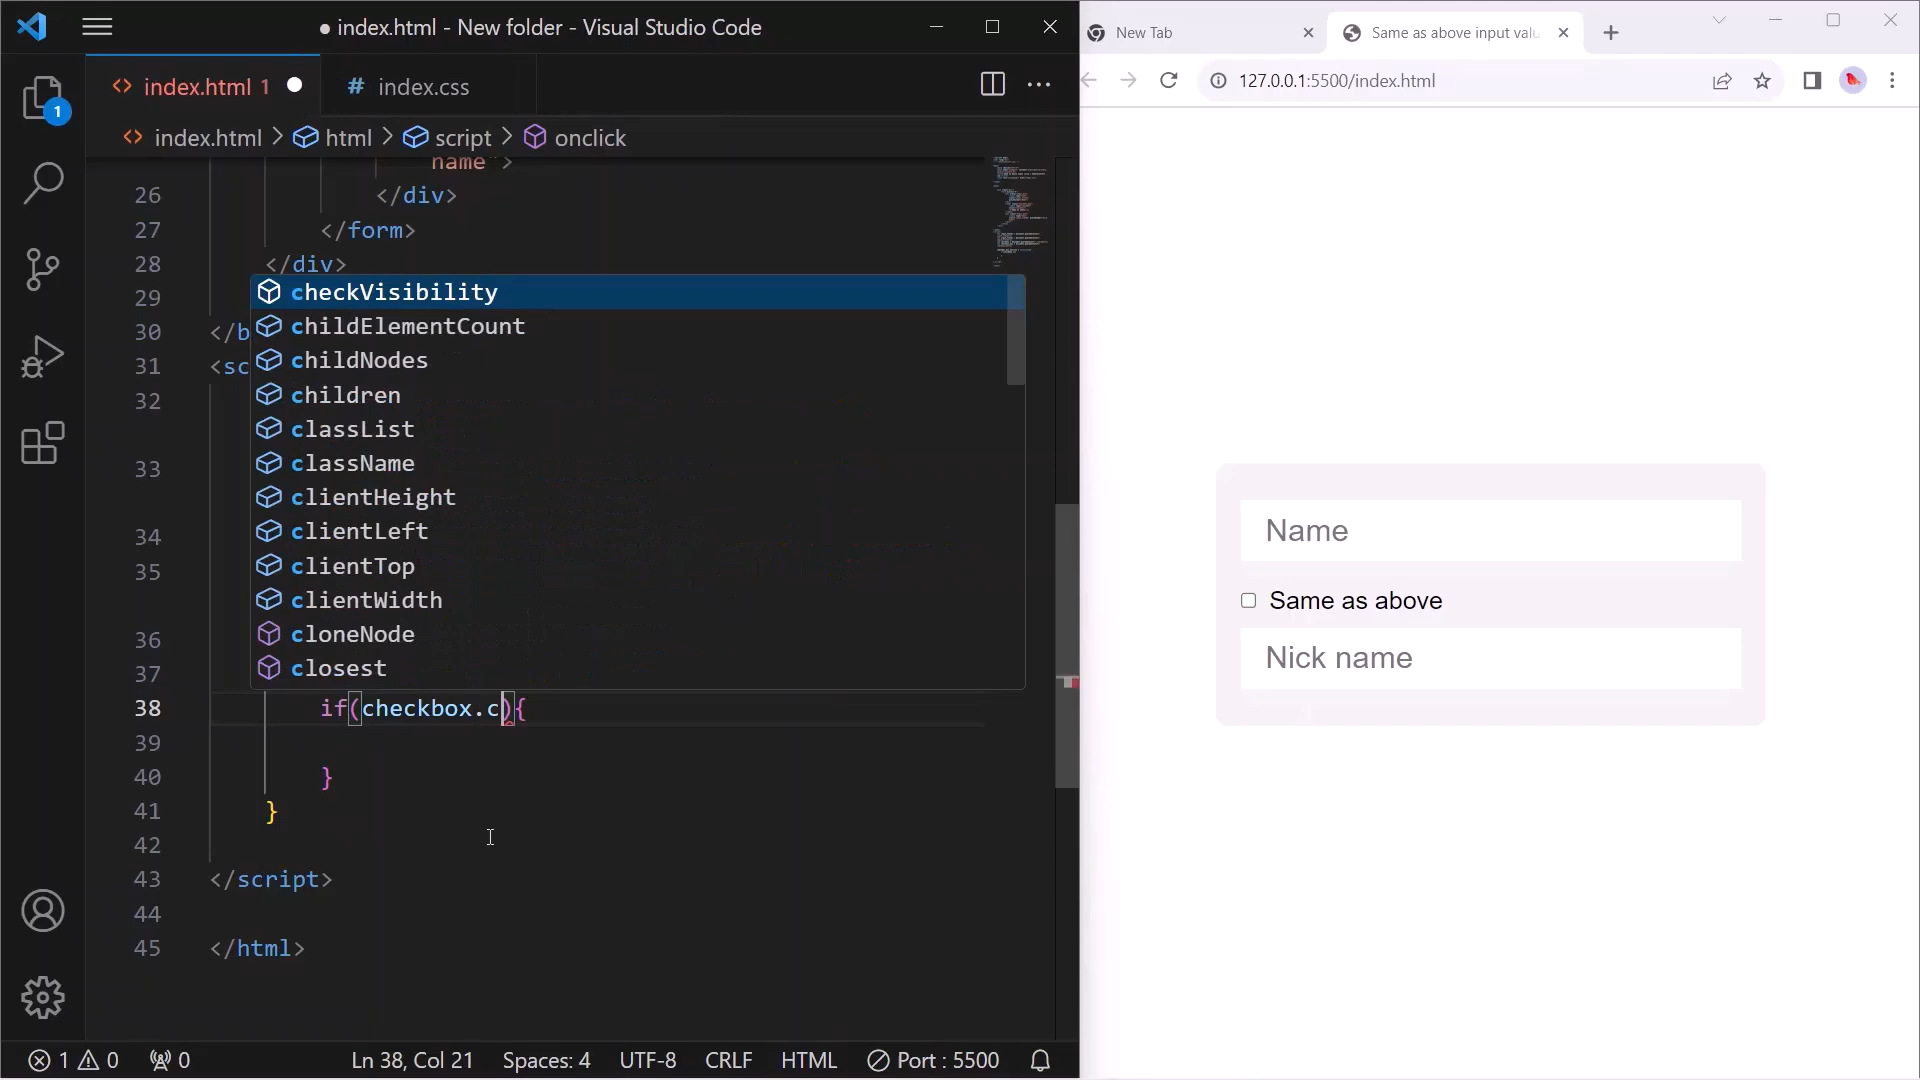 ● index.html - New folder - Visual Studio Code
<> index.html 1 ●
# index.css
<> index.html > html > script > onclick
name">
26 </div>
27 </form>
28 </div>
29
30 </b
31 <sc
32
33
34
35
36
37
checkVisibility
childElementCount
childNodes
children
classList
className
clientHeight
clientLeft
clientTop
clientWidth
cloneNode
closest
38 if(checkbox.c){
39
40 }
41 }
42
43 </script>
44
45 </html>
1
1 0 0 Ln 38, Col 21 Spaces: 4 UTF-8 CRLF HTML Port : 5500
New Tab
Same as above input valu
127.0.0.1:5500/index.html
Name
Same as above
Nick name